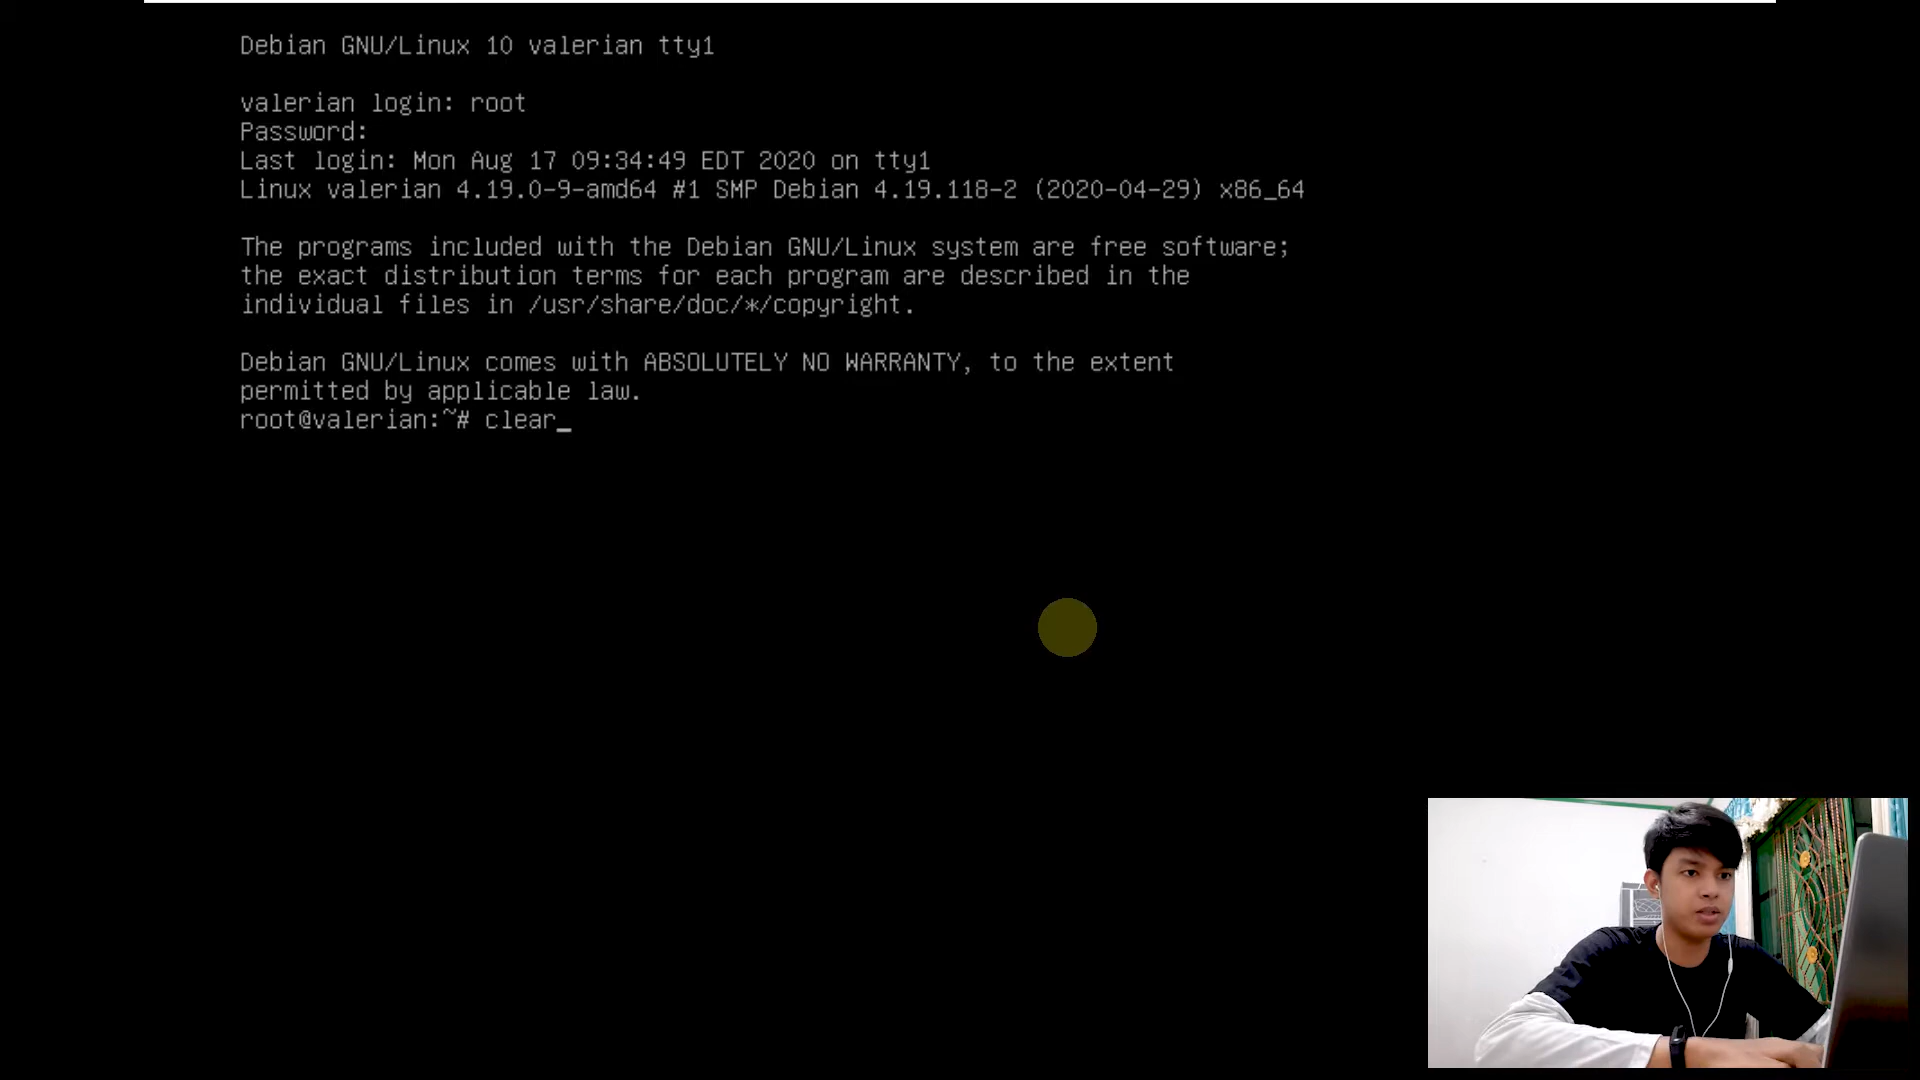 Debian GNU/Linux 10 valerian tty1
valerian login: root
Password:
Last login: Mon Aug 17 09:34:49 EDT 2020 on tty1
Linux valerian 4.19.0-9-amd64 #1 SMP Debian 4.19.118-2 (2020-04-29) x86_64
The programs included with the Debian GNU/Linux system are free software;
the exact distribution terms for each program are described in the
individual files in /usr/share/doc/*/copyright.
Debian GNU/Linux comes with ABSOLUTELY NO WARRANTY, to the extent
permitted by applicable law.
root@valerian:~# clear_